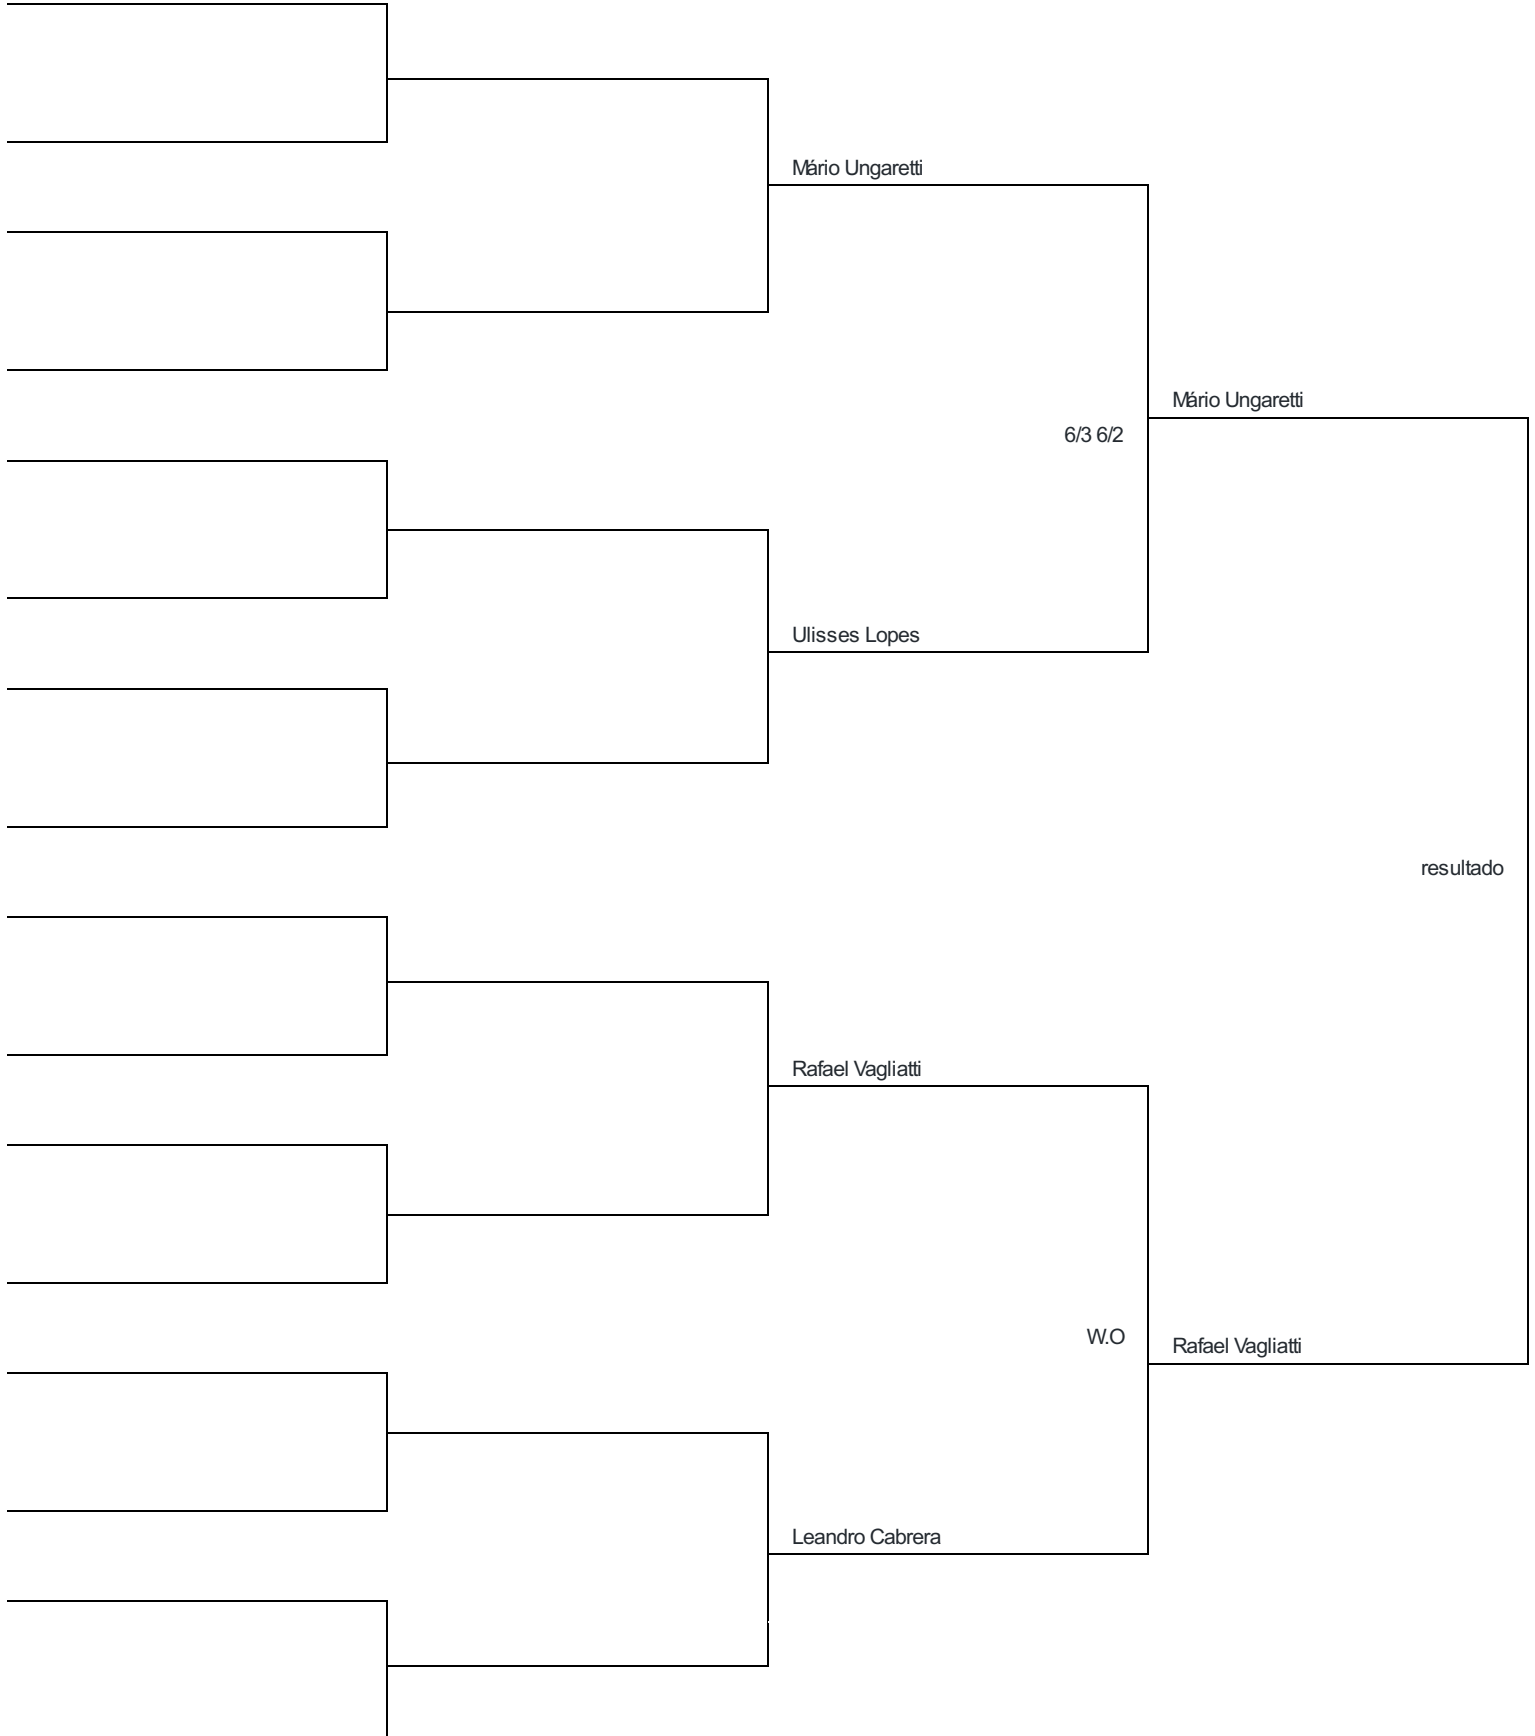 Mário Ungaretti
Mário Ungaretti
6/3 6/2
Ulisses Lopes
resultado
Rafael Vagliatti
W.O
Rafael Vagliatti
Leandro Cabrera